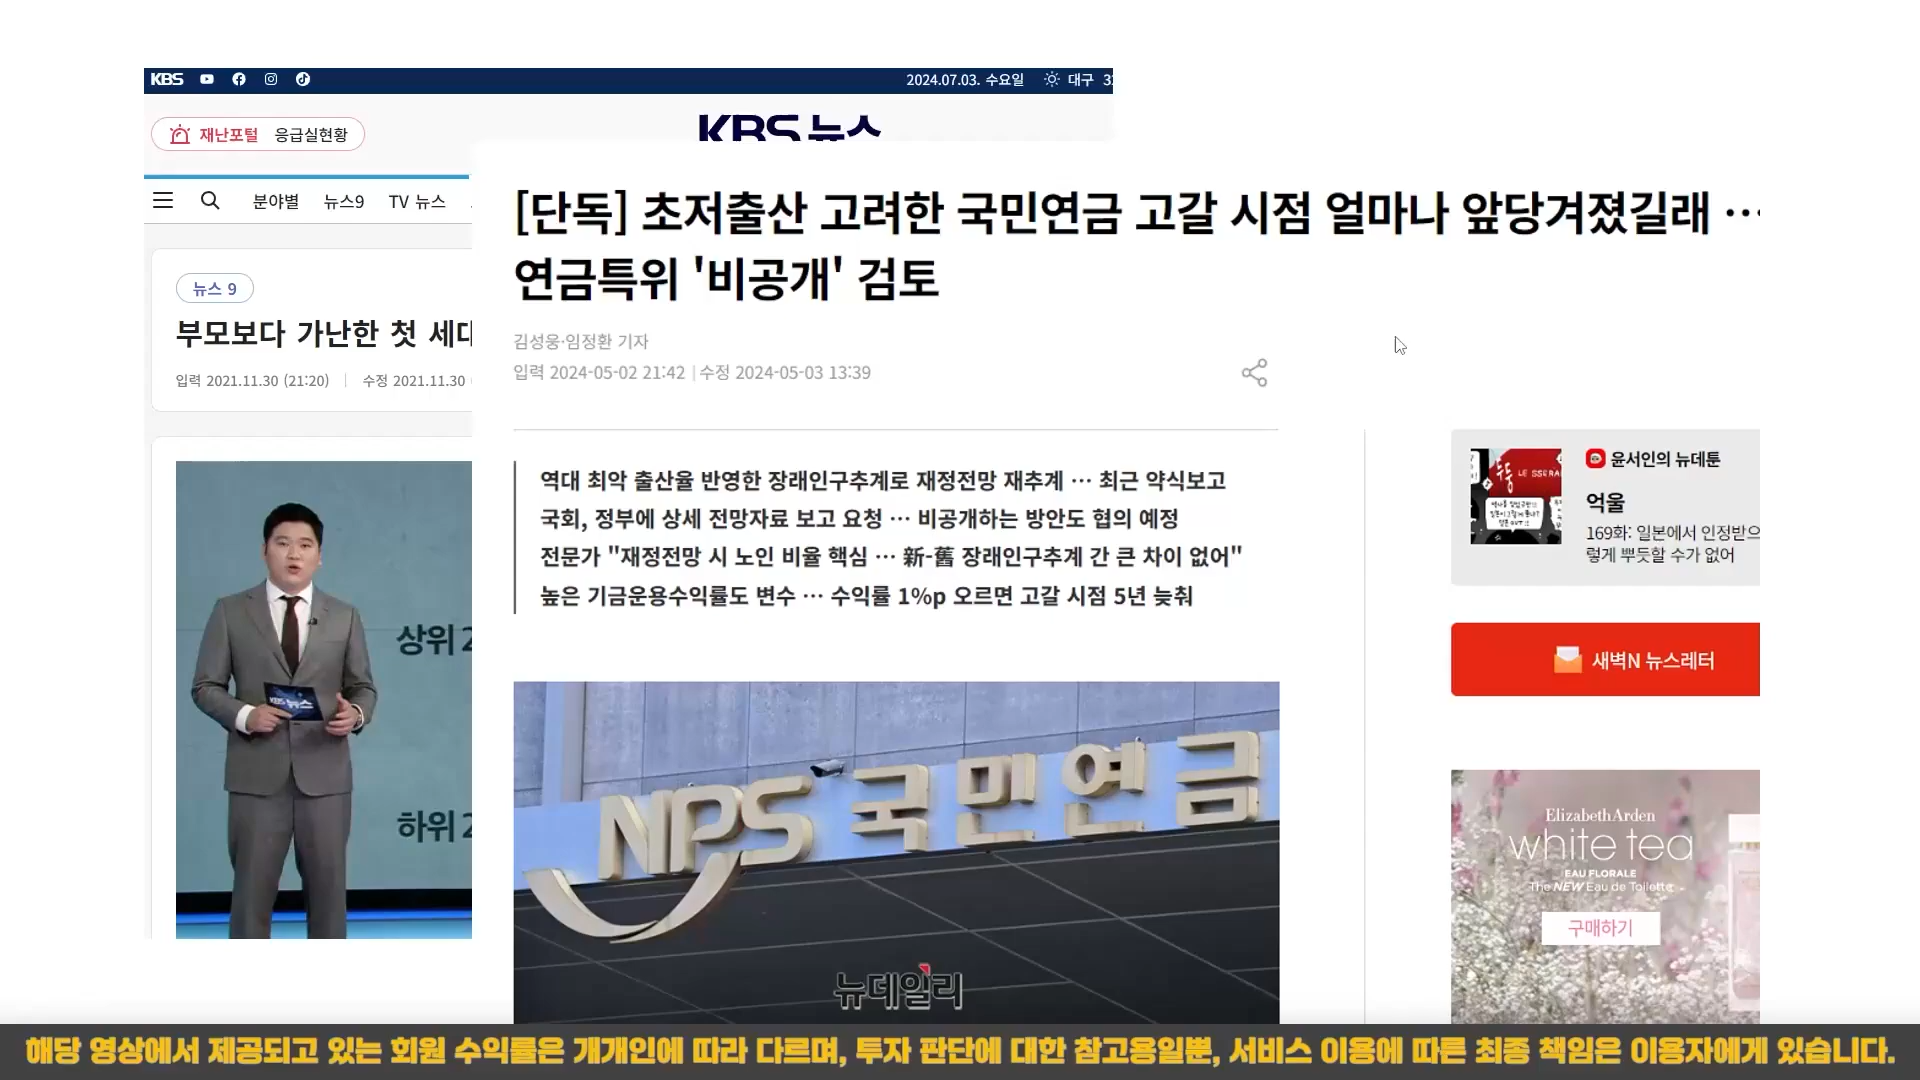 KBS
2024.07.03. 수요일
대구
재난포털 응급실현황
KBS 뉴스
분야별 뉴스9 TV 뉴스
뉴스 9
부모보다 가난한 첫 세대
입력 2021.11.30 (21:20)
수정 2021.11.30
상위 2
하위 2
KBS 뉴스
[단독] 초저출산 고려한 국민연금 고갈 시점 얼마나 앞당겨졌길래 …
연금특위 '비공개' 검토
김성웅·임정환 기자
입력 2024-05-02 21:42 | 수정 2024-05-03 13:39
역대 최악 출산율 반영한 장래인구추계로 재정전망 재추계 … 최근 약식보고
국회, 정부에 상세 전망자료 보고 요청 … 비공개하는 방안도 협의 예정
전문가 "재정전망 시 노인 비율 핵심 … 新-舊 장래인구추계 간 큰 차이 없어"
높은 기금운용수익률도 변수 … 수익률 1%p 오르면 고갈 시점 5년 늦춰
NPS 국민연금
뉴데일리
윤서인의 뉴데툰
억울
169화: 일본에서 인정받으
렇게 뿌듯할 수가 없어
새벽N 뉴스레터
ElizabethArden
white tea
EAU FLORALE
The NEW Eau de Toilette
구매하기
해당 영상에서 제공되고 있는 회원 수익률은 개개인에 따라 다르며, 투자 판단에 대한 참고용일뿐, 서비스 이용에 따른 최종 책임은 이용자에게 있습니다.